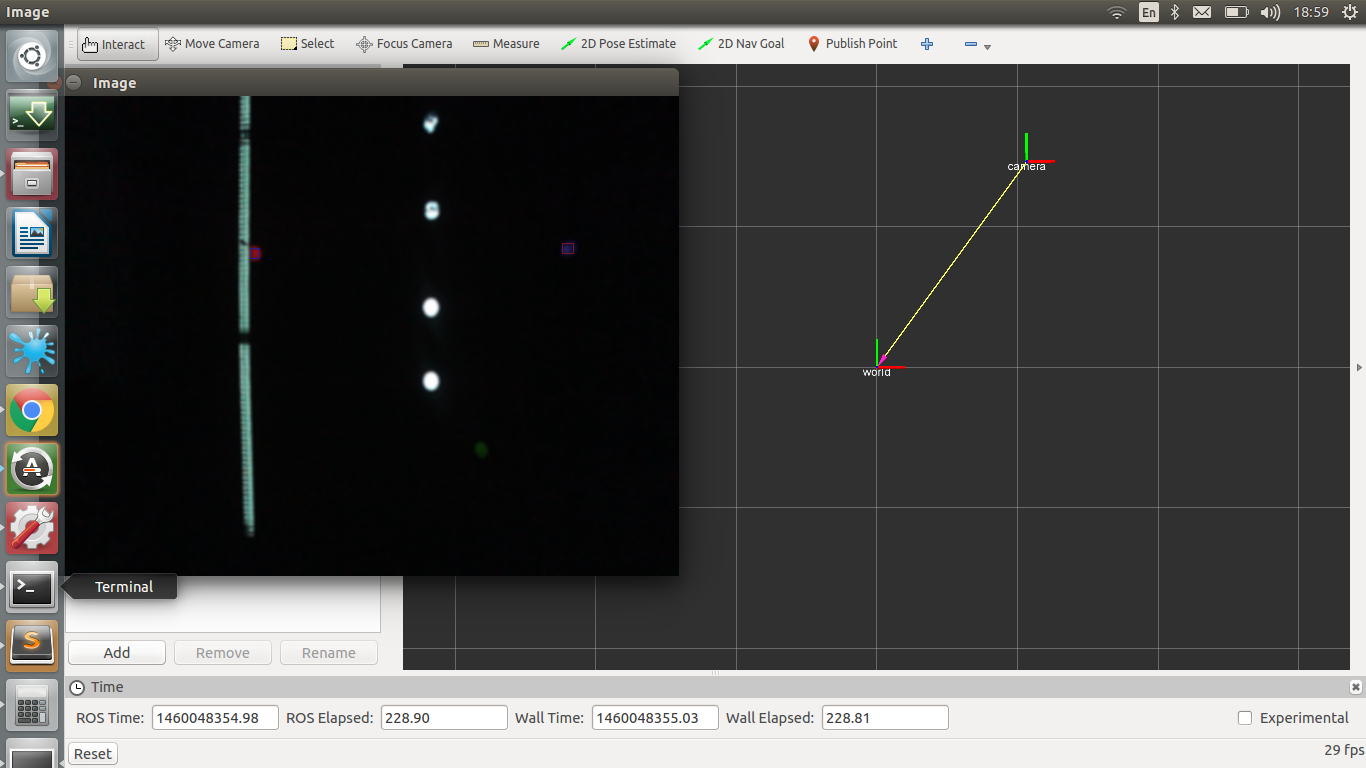 Image
En
18:59
Interact
Move Camera
Select
Focus Camera
Measure
2D Pose Estimate
2D Nav Goal
Publish Point
Image
camera
world
Terminal
Add
Remove
Rename
Time
ROS Time: 1460048354.98 ROS Elapsed: 228.90 Wall Time: 1460048355.03 Wall Elapsed: 228.81 Experimental
Reset
29 fps